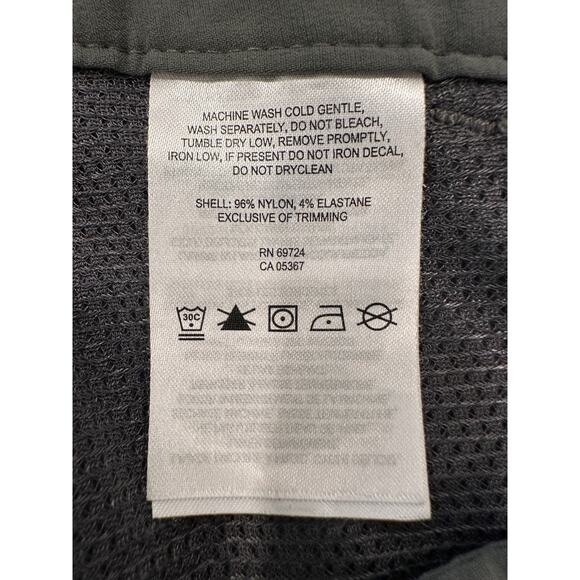 MACHINE WASH COLD GENTLE,
WASH SEPARATELY, DO NOT BLEACH,
TUMBLE DRY LOW, REMOVE PROMPTLY,
IRON LOW, IF PRESENT DO NOT IRON DECAL,
DO NOT DRYCLEAN
SHELL: 96% NYLON, 4% ELASTANE
EXCLUSIVE OF TRIMMING
RN 69724
CA 05367
30C